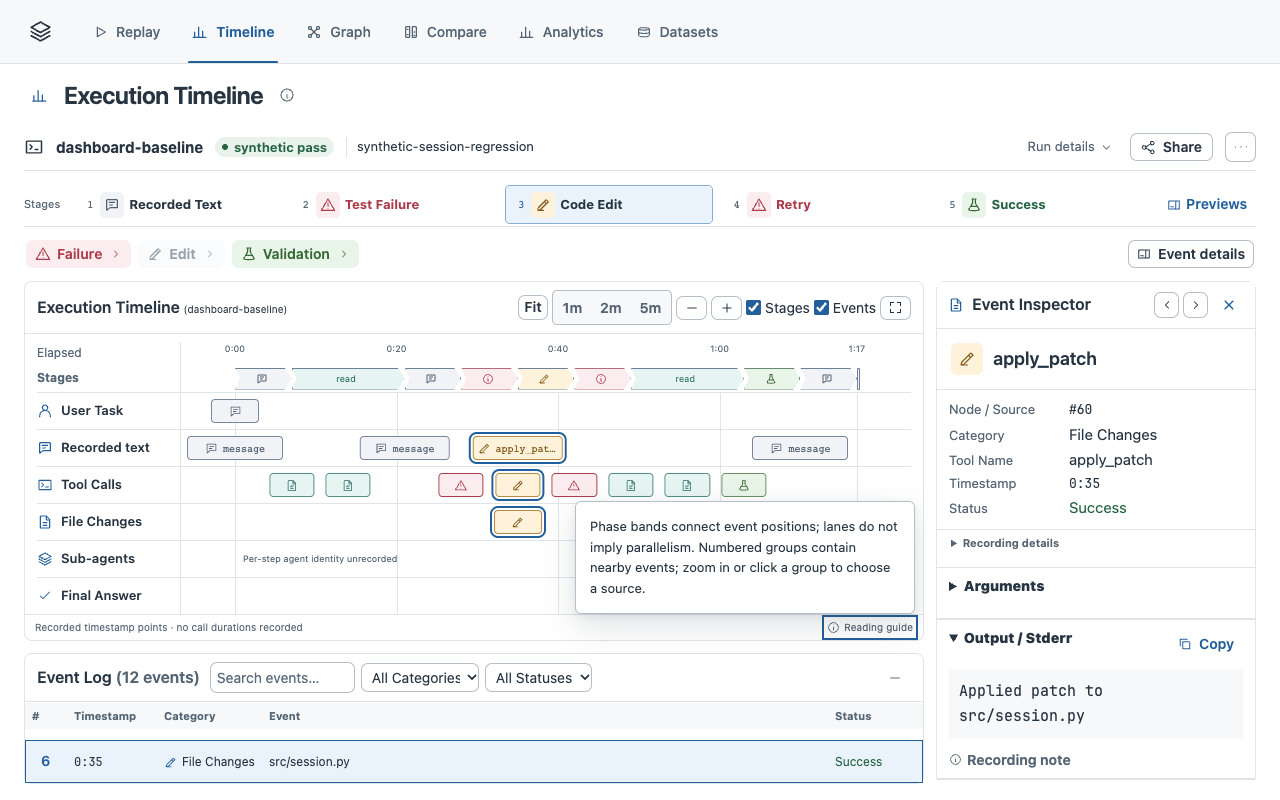 Replay Timeline Graph Compare Analytics Datasets
Execution Timeline
dashboard-baseline synthetic pass synthetic-session-regression Run details Share ...
Stages 1 Recorded Text 2 Test Failure 3 Code Edit 4 Retry 5 Success Previews
Failure Edit Validation Event details
Execution Timeline (dashboard-baseline) Fit 1m 2m 5m − + Stages Events
Elapsed 0:00 0:20 0:40 1:00 1:17
Stages read read
User Task
Recorded text message message apply_pat… message
Tool Calls
File Changes
Sub-agents Per-step agent identity unrecorded
Final Answer
Phase bands connect event positions; lanes do not
imply parallelism. Numbered groups contain
nearby events; zoom in or click a group to choose
a source.
Recorded timestamp points · no call durations recorded Reading guide
Event Log (12 events) Search events... All Categories All Statuses −
# Timestamp Category Event Status
6 0:35 File Changes src/session.py Success
Event Inspector
apply_patch
Node / Source #60
Category File Changes
Tool Name apply_patch
Timestamp 0:35
Status Success
Recording details
Arguments
Output / Stderr Copy
Applied patch to
src/session.py
Recording note